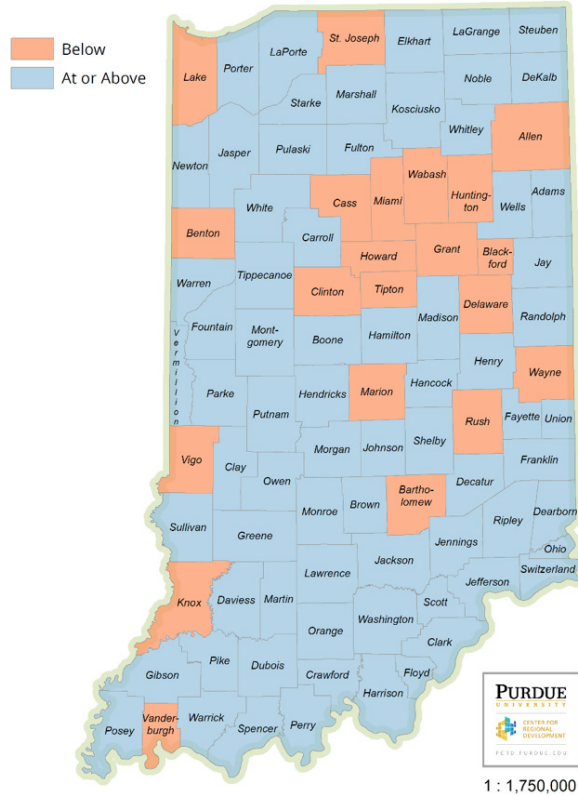 Below
At or Above
Lake
Porter
LaPorte
St. Joseph
Elkhart
LaGrange
Steuben
Noble
DeKalb
Starke
Marshall
Kosciusko
Whitley
Allen
Newton
Jasper
Pulaski
Fulton
Wabash
Miami
Hunting-
ton
Wells
Adams
White
Cass
Benton
Carroll
Howard
Grant
Black-
ford
Jay
Warren
Tippecanoe
Clinton
Tipton
Delaware
Randolph
Madison
Fountain
Vermillion
Mont-
gomery
Boone
Hamilton
Henry
Wayne
Parke
Putnam
Hendricks
Marion
Hancock
Rush
Fayette
Union
Vigo
Clay
Owen
Morgan
Johnson
Shelby
Franklin
Decatur
Bartho-
lomew
Brown
Monroe
Sullivan
Greene
Dearborn
Ripley
Jennings
Ohio
Jackson
Switzerland
Jefferson
Lawrence
Knox
Daviess
Martin
Scott
Washington
Orange
Clark
Pike
Dubois
Gibson
Crawford
Floyd
Harrison
Perry
Spencer
Warrick
Vander-
burgh
Posey
PURDUE
UNIVERSITY
CENTER FOR
REGIONAL
DEVELOPMENT
PCRD.PURDUE.EDU
1 : 1,750,000